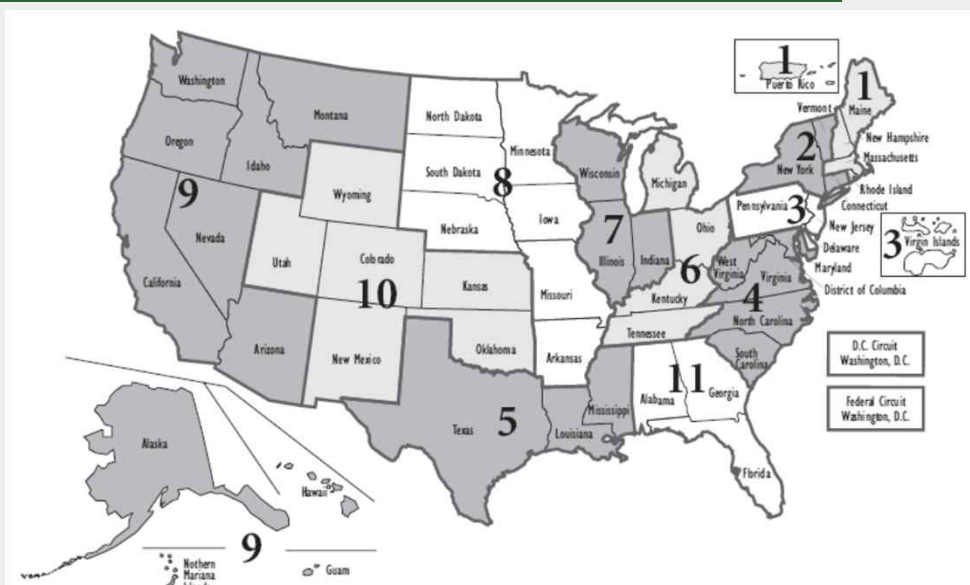 1
Puerto Rico
Washington
Montana
North Dakota
Minnesota
Vermont
1
Maine
Oregon
Idaho
South Dakota
8
Wisconsin
Michigan
2
New York
New Hampshire
Massachusetts
9
Wyoming
Nebraska
Iowa
7
Pennsylvania
3
Rhode Island
Connecticut
New Jersey
3
Virgin Islands
Nevada
Utah
Colorado
Illinois
Indiana
Ohio
6
West
Virginia
Delaware
Maryland
California
10
Kansas
Missouri
Kentucky
4
Virginia
District of Columbia
North Carolina
Arizona
New Mexico
Oklahoma
Arkansas
Tennessee
South
Carolina
D.C. Circuit
Washington, D.C.
Texas
5
Louisiana
Mississippi
Alabama
11
Georgia
Federal Circuit
Washington, D.C.
Alaska
Hawaii
Florida
9
Nothern
Mariana
Guam